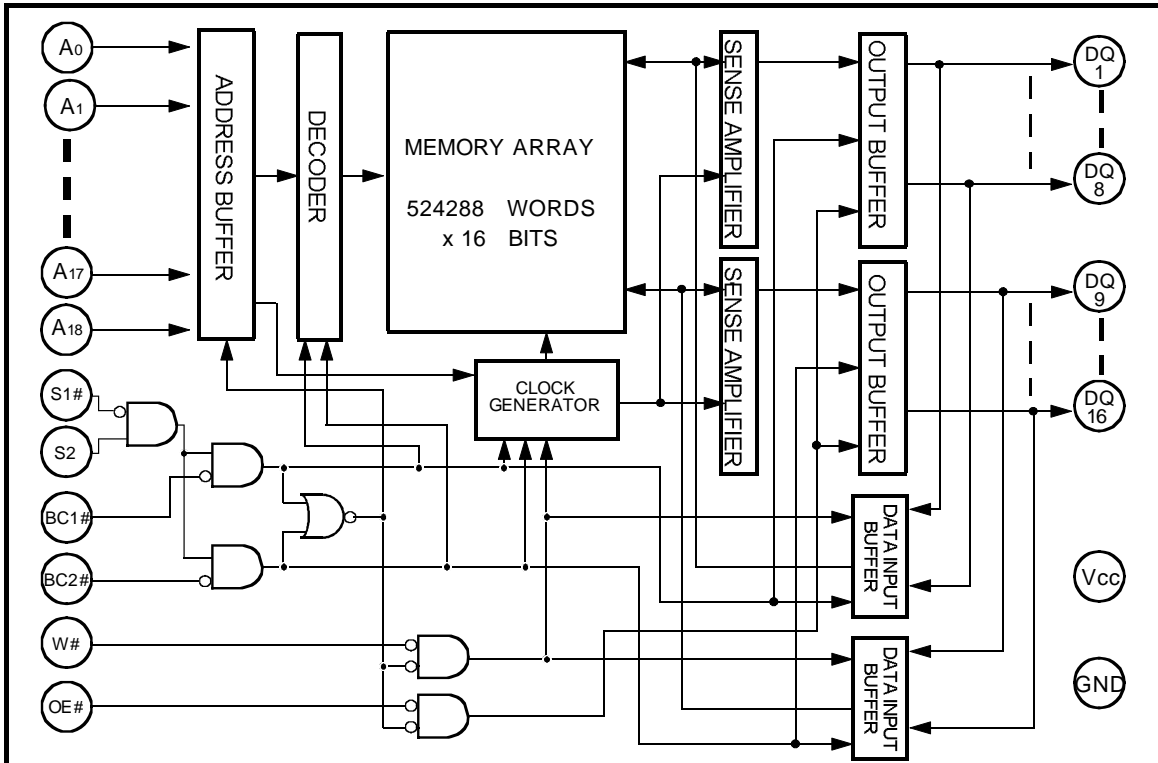 A0
A1
A17
A18
S1#
S2
BC1#
BC2#
W#
OE#
ADDRESS BUFFER
DECODER
MEMORY ARRAY
524288 WORDS
x 16 BITS
CLOCK
GENERATOR
SENSE AMPLIFIER
SENSE AMPLIFIER
OUTPUT BUFFER
OUTPUT BUFFER
DATA INPUT
BUFFER
DATA INPUT
BUFFER
DQ
1
DQ
8
DQ
9
DQ
16
Vcc
GND